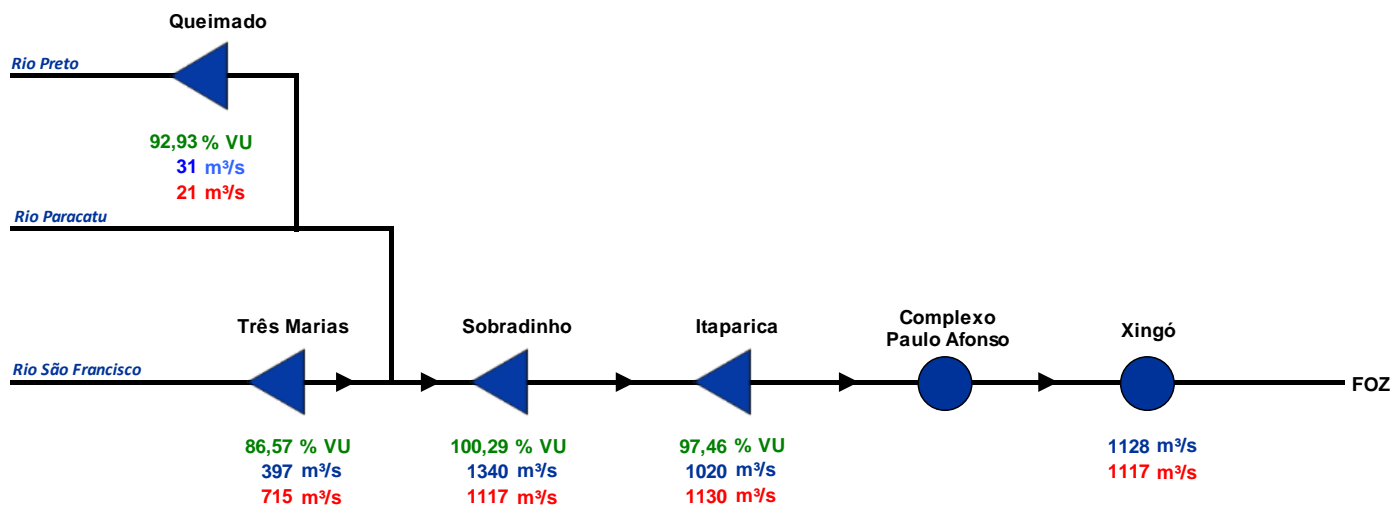 Queimado
Rio Preto
92,93 % VU
31 m³/s
21 m³/s
Rio Paracatu
Três Marias
Sobradinho
Itaparica
Complexo
Paulo Afonso
Xingó
Rio São Francisco
FOZ
86,57 % VU
397 m³/s
715 m³/s
100,29 % VU
1340 m³/s
1117 m³/s
97,46 % VU
1020 m³/s
1130 m³/s
1128 m³/s
1117 m³/s